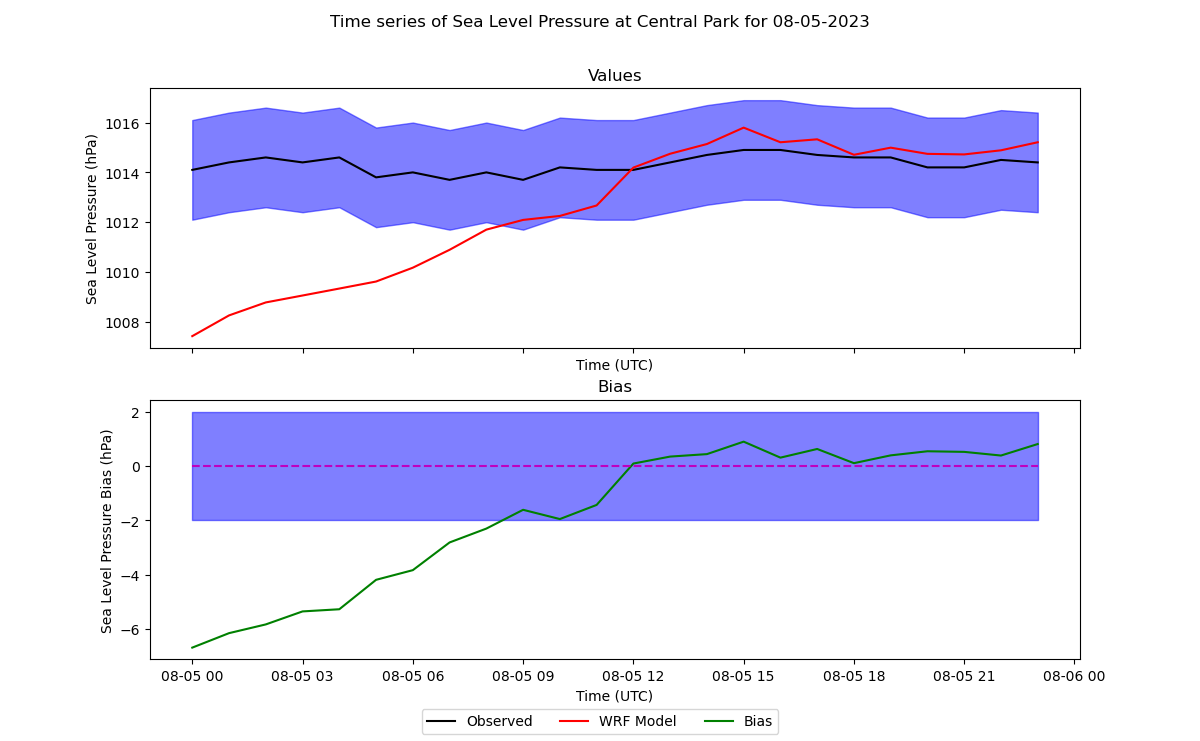 Time series of Sea Level Pressure at Central Park for 08-05-2023
Values
Sea Level Pressure (hPa)
1016
1014
1012
1010
1008
Time (UTC)
Bias
Sea Level Pressure Bias (hPa)
2
0
−2
−4
−6
08-05 00 08-05 03 08-05 06 08-05 09 08-05 12 08-05 15 08-05 18 08-05 21 08-06 00
Time (UTC)
Observed WRF Model Bias